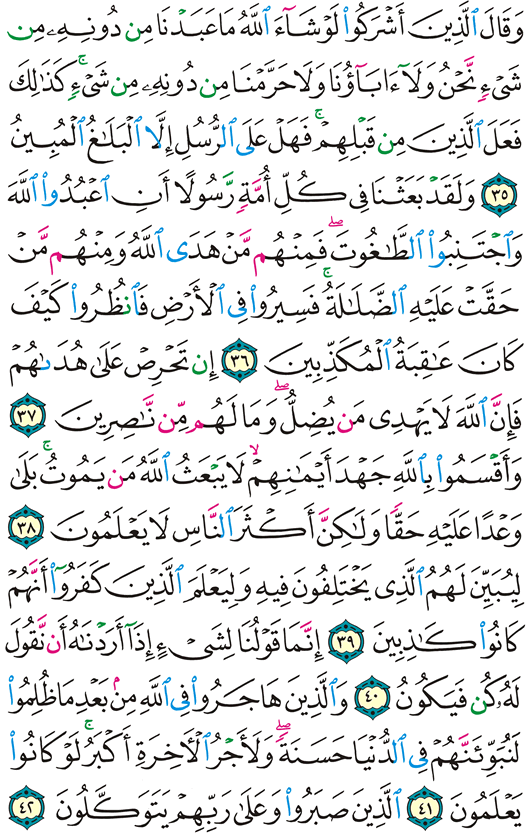 وَقَالَ ٱلَّذِينَ أَشْرَكُوا۟ لَوْ شَآءَ ٱللَّهُ مَا عَبَدْنَا مِن دُونِهِۦ مِن
شَىْءٍ نَّحْنُ وَلَآ ءَابَآؤُنَا وَلَا حَرَّمْنَا مِن دُونِهِۦ مِن شَىْءٍ ۚ كَذَٰلِكَ
فَعَلَ ٱلَّذِينَ مِن قَبْلِهِمْ ۚ فَهَلْ عَلَى ٱلرُّسُلِ إِلَّا ٱلْبَلَـٰغُ ٱلْمُبِينُ
٣٥ وَلَقَدْ بَعَثْنَا فِى كُلِّ أُمَّةٍ رَّسُولًا أَنِ ٱعْبُدُوا۟ ٱللَّهَ
وَٱجْتَنِبُوا۟ ٱلطَّـٰغُوتَ ۖ فَمِنْهُم مَّنْ هَدَى ٱللَّهُ وَمِنْهُم مَّنْ
حَقَّتْ عَلَيْهِ ٱلضَّلَـٰلَةُ ۚ فَسِيرُوا۟ فِى ٱلْأَرْضِ فَٱنظُرُوا۟ كَيْفَ
كَانَ عَـٰقِبَةُ ٱلْمُكَذِّبِينَ ٣٦ إِن تَحْرِصْ عَلَىٰ هُدَىٰهُمْ
فَإِنَّ ٱللَّهَ لَا يَهْدِى مَن يُضِلُّ ۖ وَمَا لَهُم مِّن نَّـٰصِرِينَ ٣٧
وَأَقْسَمُوا۟ بِٱللَّهِ جَهْدَ أَيْمَـٰنِهِمْ ۙ لَا يَبْعَثُ ٱللَّهُ مَن يَمُوتُ ۚ بَلَىٰ
وَعْدًا عَلَيْهِ حَقًّا وَلَـٰكِنَّ أَكْثَرَ ٱلنَّاسِ لَا يَعْلَمُونَ ٣٨
لِيُبَيِّنَ لَهُمُ ٱلَّذِى يَخْتَلِفُونَ فِيهِ وَلِيَعْلَمَ ٱلَّذِينَ كَفَرُوٓا۟ أَنَّهُمْ
كَانُوا۟ كَـٰذِبِينَ ٣٩ إِنَّمَا قَوْلُنَا لِشَىْءٍ إِذَآ أَرَدْنَـٰهُ أَن نَّقُولَ
لَهُۥ كُن فَيَكُونُ ٤٠ وَٱلَّذِينَ هَاجَرُوا۟ فِى ٱللَّهِ مِنۢ بَعْدِ مَا ظُلِمُوا۟
لَنُبَوِّئَنَّهُمْ فِى ٱلدُّنْيَا حَسَنَةً ۖ وَلَأَجْرُ ٱلْـَٔاخِرَةِ أَكْبَرُ ۚ لَوْ كَانُوا۟
يَعْلَمُونَ ٤١ ٱلَّذِينَ صَبَرُوا۟ وَعَلَىٰ رَبِّهِمْ يَتَوَكَّلُونَ ٤٢